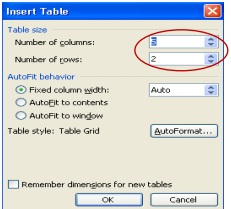 Insert Table
Table size
Number of columns: 5
Number of rows: 2
AutoFit behavior
Fixed column width: Auto
AutoFit to contents
AutoFit to window
Table style: Table Grid AutoFormat...
Remember dimensions for new tables
OK Cancel